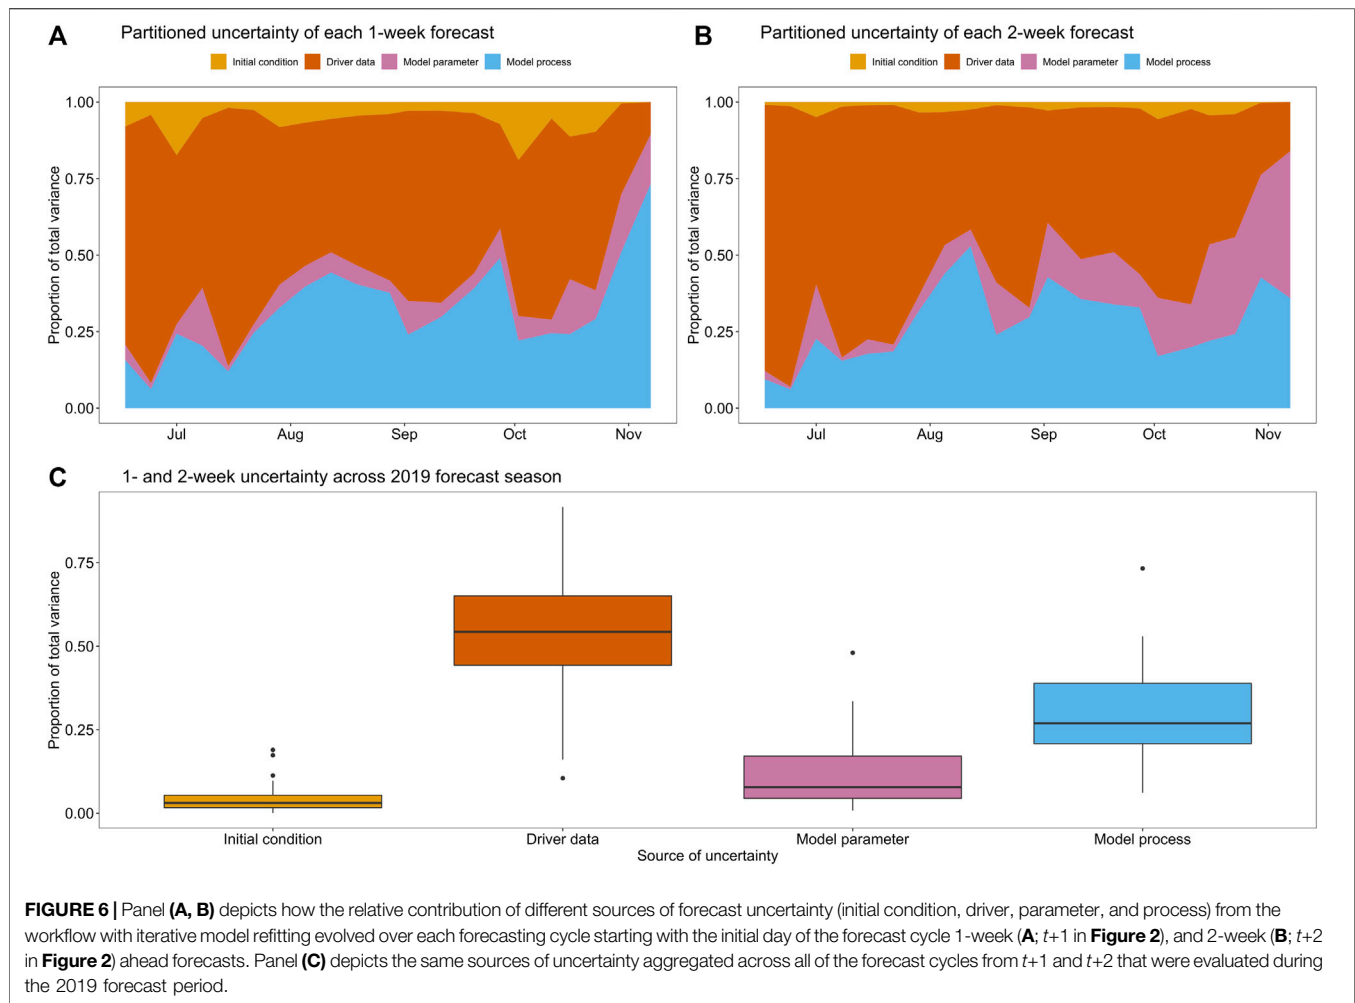 A Partitioned uncertainty of each 1-week forecast
Initial condition Driver data Model parameter Model process
1.00
0.75
0.50
0.25
0.00
Proportion of total variance
Jul Aug Sep Oct Nov
B Partitioned uncertainty of each 2-week forecast
Initial condition Driver data Model parameter Model process
1.00
0.75
0.50
0.25
0.00
Proportion of total variance
Jul Aug Sep Oct Nov
C 1- and 2-week uncertainty across 2019 forecast season
0.75
0.50
0.25
0.00
Proportion of total variance
Initial condition Driver data Model parameter Model process
Source of uncertainty
FIGURE 6 | Panel (A, B) depicts how the relative contribution of different sources of forecast uncertainty (initial condition, driver, parameter, and process) from the
workflow with iterative model refitting evolved over each forecasting cycle starting with the initial day of the forecast cycle 1-week (A; t+1 in Figure 2), and 2-week (B; t+2
in Figure 2) ahead forecasts. Panel (C) depicts the same sources of uncertainty aggregated across all of the forecast cycles from t+1 and t+2 that were evaluated during
the 2019 forecast period.